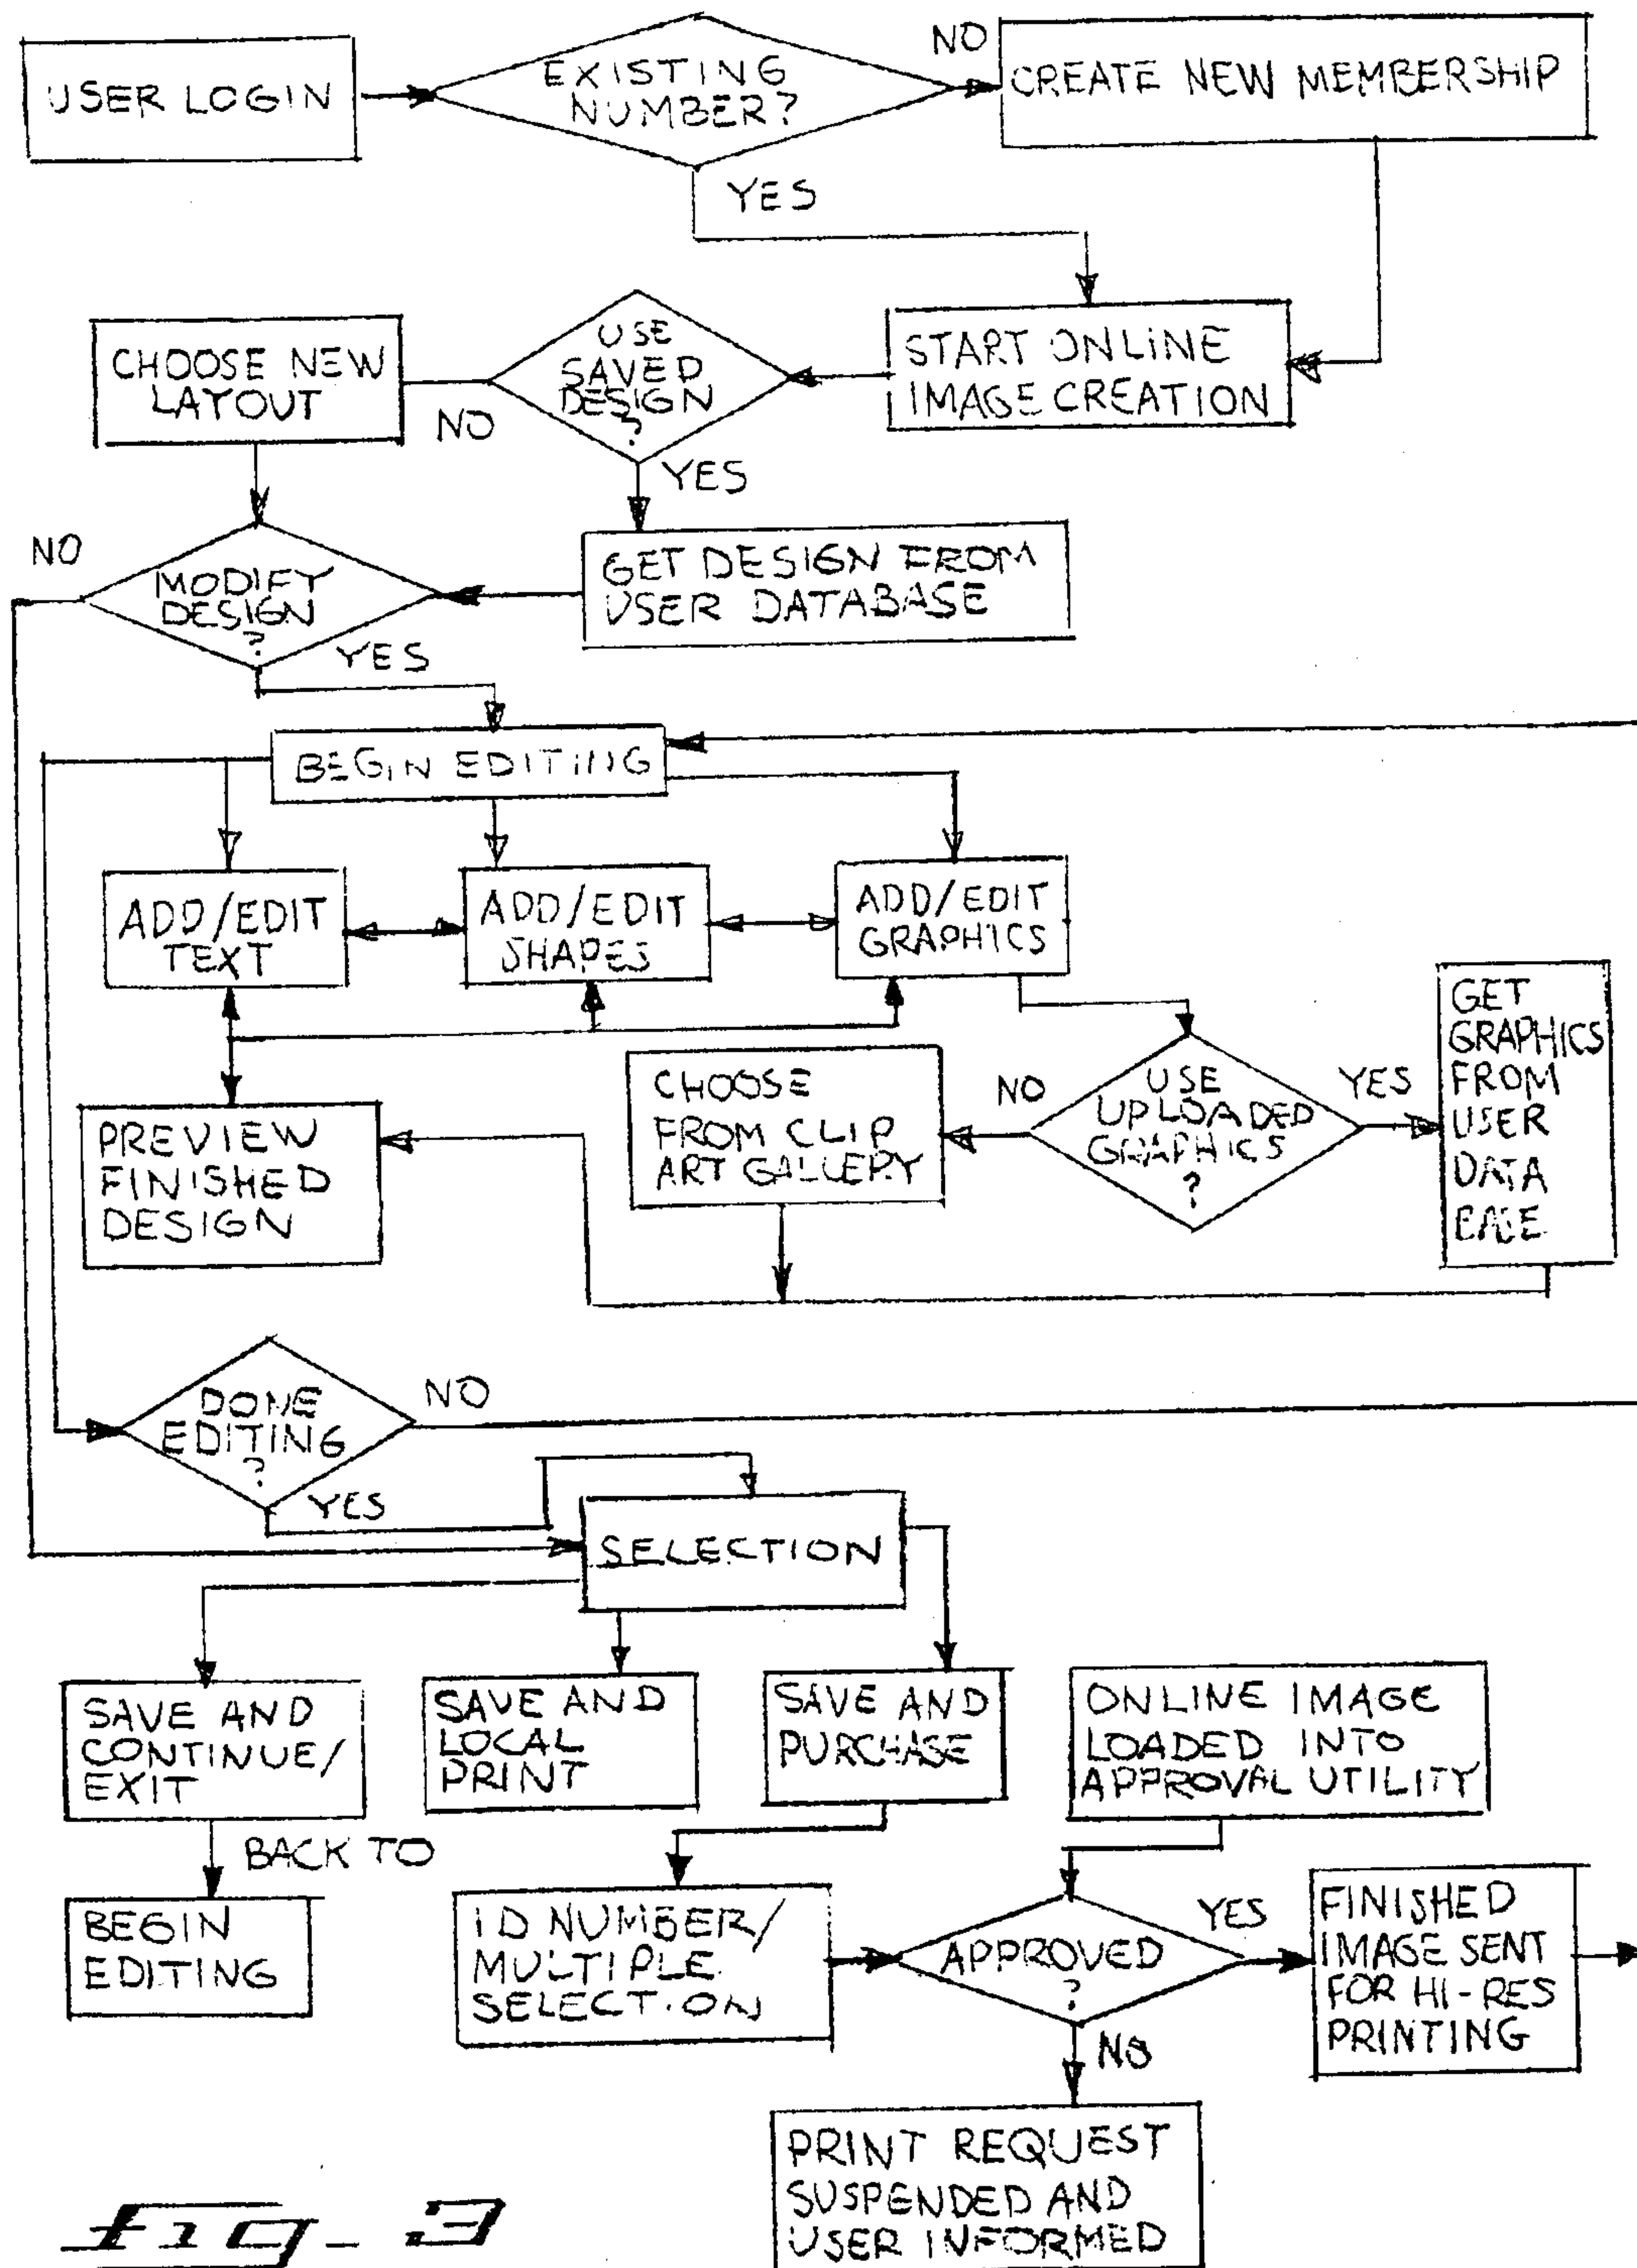 USER LOGIN
EXISTING
NUMBER?
NO
CREATE NEW MEMBERSHIP
YES
CHOOSE NEW
LAYOUT
NO
USE
SAVED
DESIGN
?
YES
START ONLINE
IMAGE CREATION
NO
MODIFY
DESIGN
?
YES
GET DESIGN FROM
USER DATABASE
BEGIN EDITING
ADD/EDIT
TEXT
ADD/EDIT
SHAPES
ADD/EDIT
GRAPHICS
PREVIEW
FINISHED
DESIGN
CHOOSE
FROM CLIP
ART GALLERY
NO
USE
UPLOADED
GRAPHICS
?
YES
GET
GRAPHICS
FROM
USER
DATA
BASE
DONE
EDITING
?
NO
YES
SELECTION
SAVE AND
CONTINUE/
EXIT
SAVE AND
LOCAL
PRINT
SAVE AND
PURCHASE
ONLINE IMAGE
LOADED INTO
APPROVAL UTILITY
BACK TO
BEGIN
EDITING
ID NUMBER/
MULTIPLE
SELECTION
APPROVED
?
YES
NO
FINISHED
IMAGE SENT
FOR HI-RES
PRINTING
PRINT REQUEST
SUSPENDED AND
USER INFORMED
fig-3